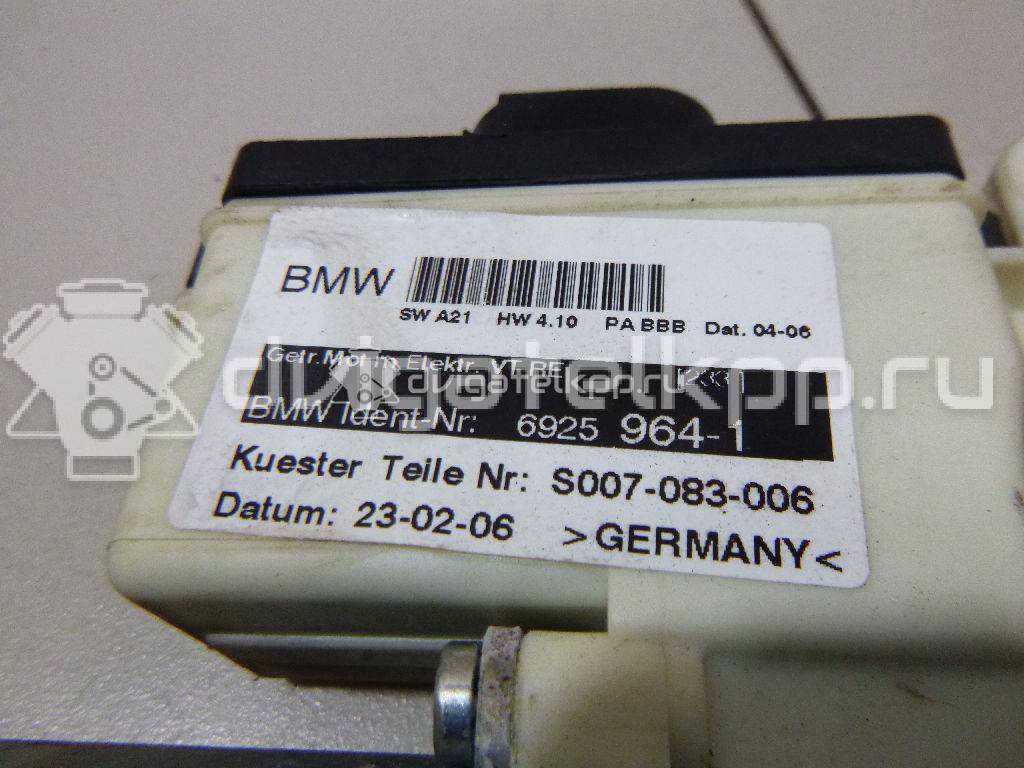 BMW
SW A21 HW 4.10 PA BBB Dat. 04-06
Getr.Mot m Elektr. VT RE
BMW Ident-Nr: 6925 964-1
Kuester Teile Nr: S007-083-006
Datum: 23-02-06 >GERMANY<
dvigatelkpp.ru
dvigatelkpp.ru